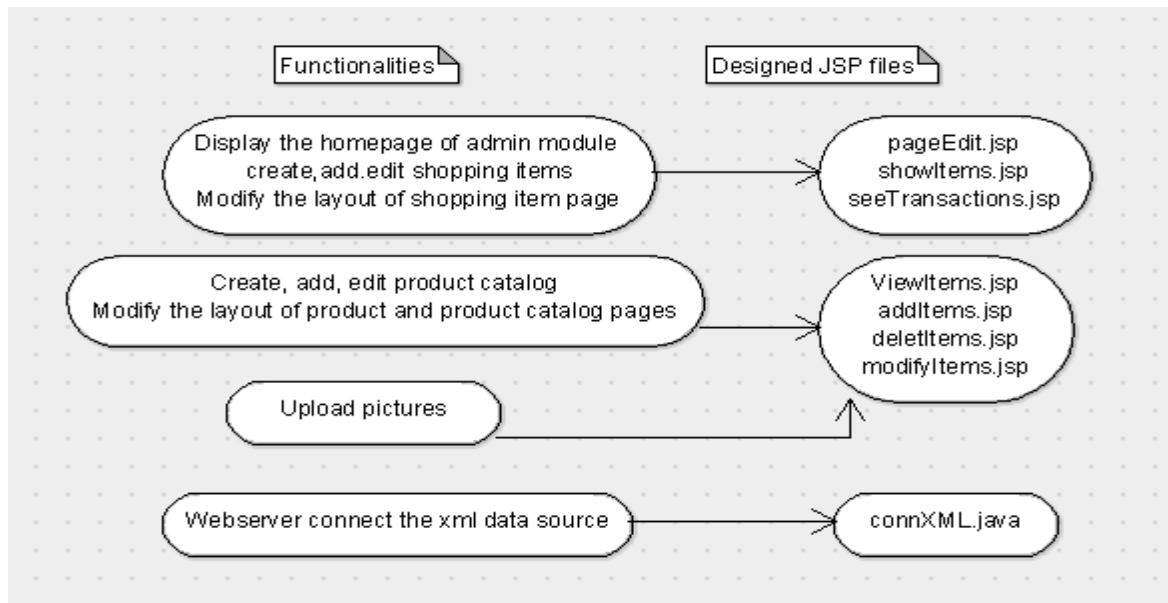 Functionalities
Designed JSP files
Display the homepage of admin module
create,add.edit shopping items
Modify the layout of shopping item page
pageEdit.jsp
showItems.jsp
seeTransactions.jsp
Create, add, edit product catalog
Modify the layout of product and product catalog pages
ViewItems.jsp
addItems.jsp
deletItems.jsp
modifyItems.jsp
Upload pictures
Webserver connect the xml data source
connXML.java